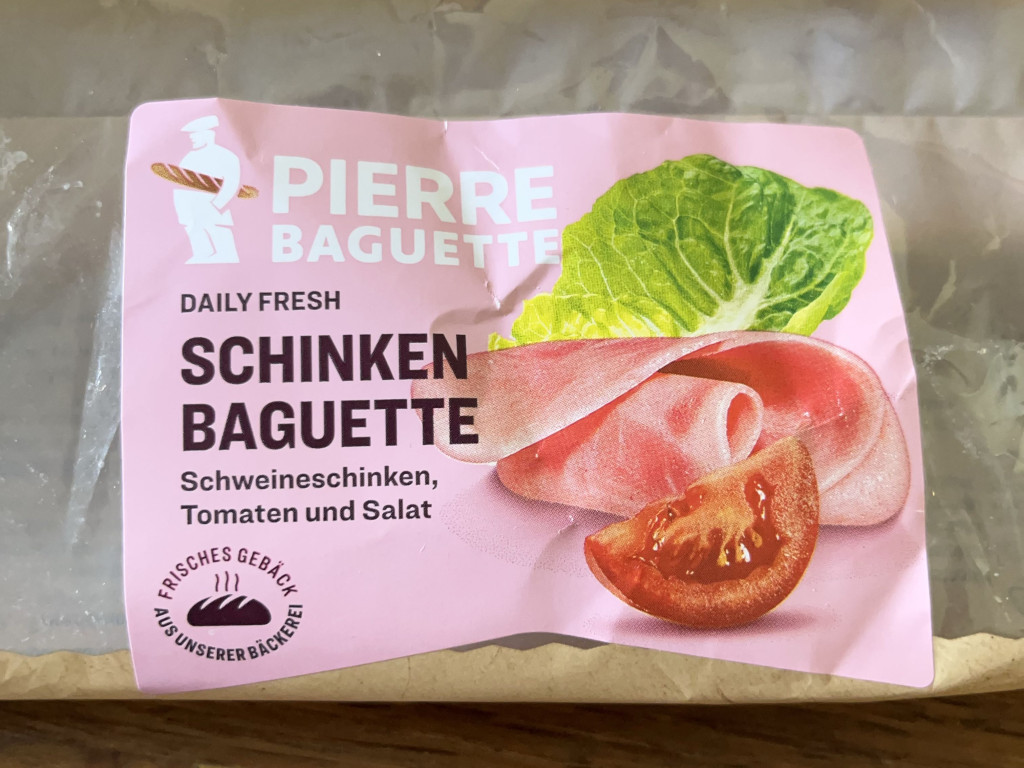 PIERRE
BAGUETTE
DAILY FRESH
SCHINKEN
BAGUETTE
Schweineschinken,
Tomaten und Salat
FRISCHES GEBÄCK
AUS UNSERER BÄCKEREI